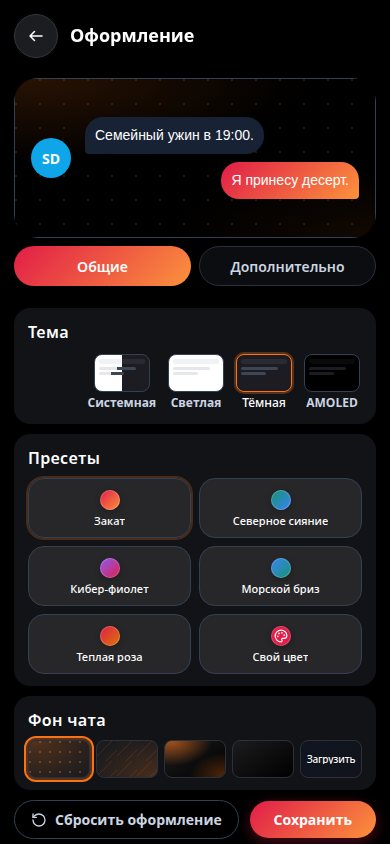 Оформление
Семейный ужин в 19:00.
SD
Я принесу десерт.
Общие
Дополнительно
Тема
Системная
Светлая
Тёмная
AMOLED
Пресеты
Закат
Северное сияние
Кибер-фиолет
Морской бриз
Теплая роза
Свой цвет
Фон чата
Загрузить
Сбросить оформление
Сохранить